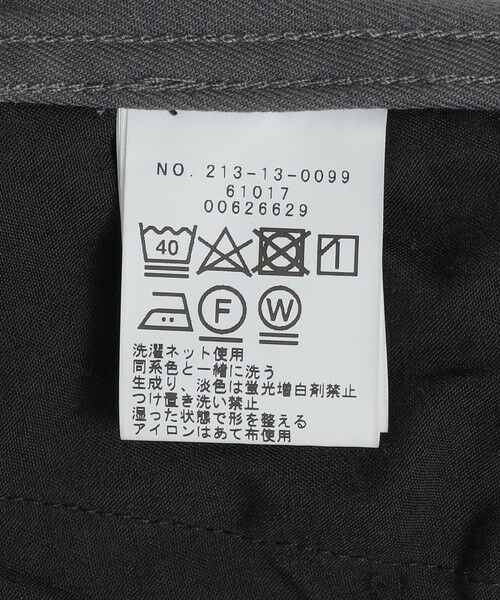 NO. 213-13-0099
61017
00626629
40
F W
洗濯ネット使用
同系色と一緒に洗う
生成り、淡色は蛍光増白剤禁止
つけ置き洗い禁止
湿った状態で形を整える
アイロンはあて布使用